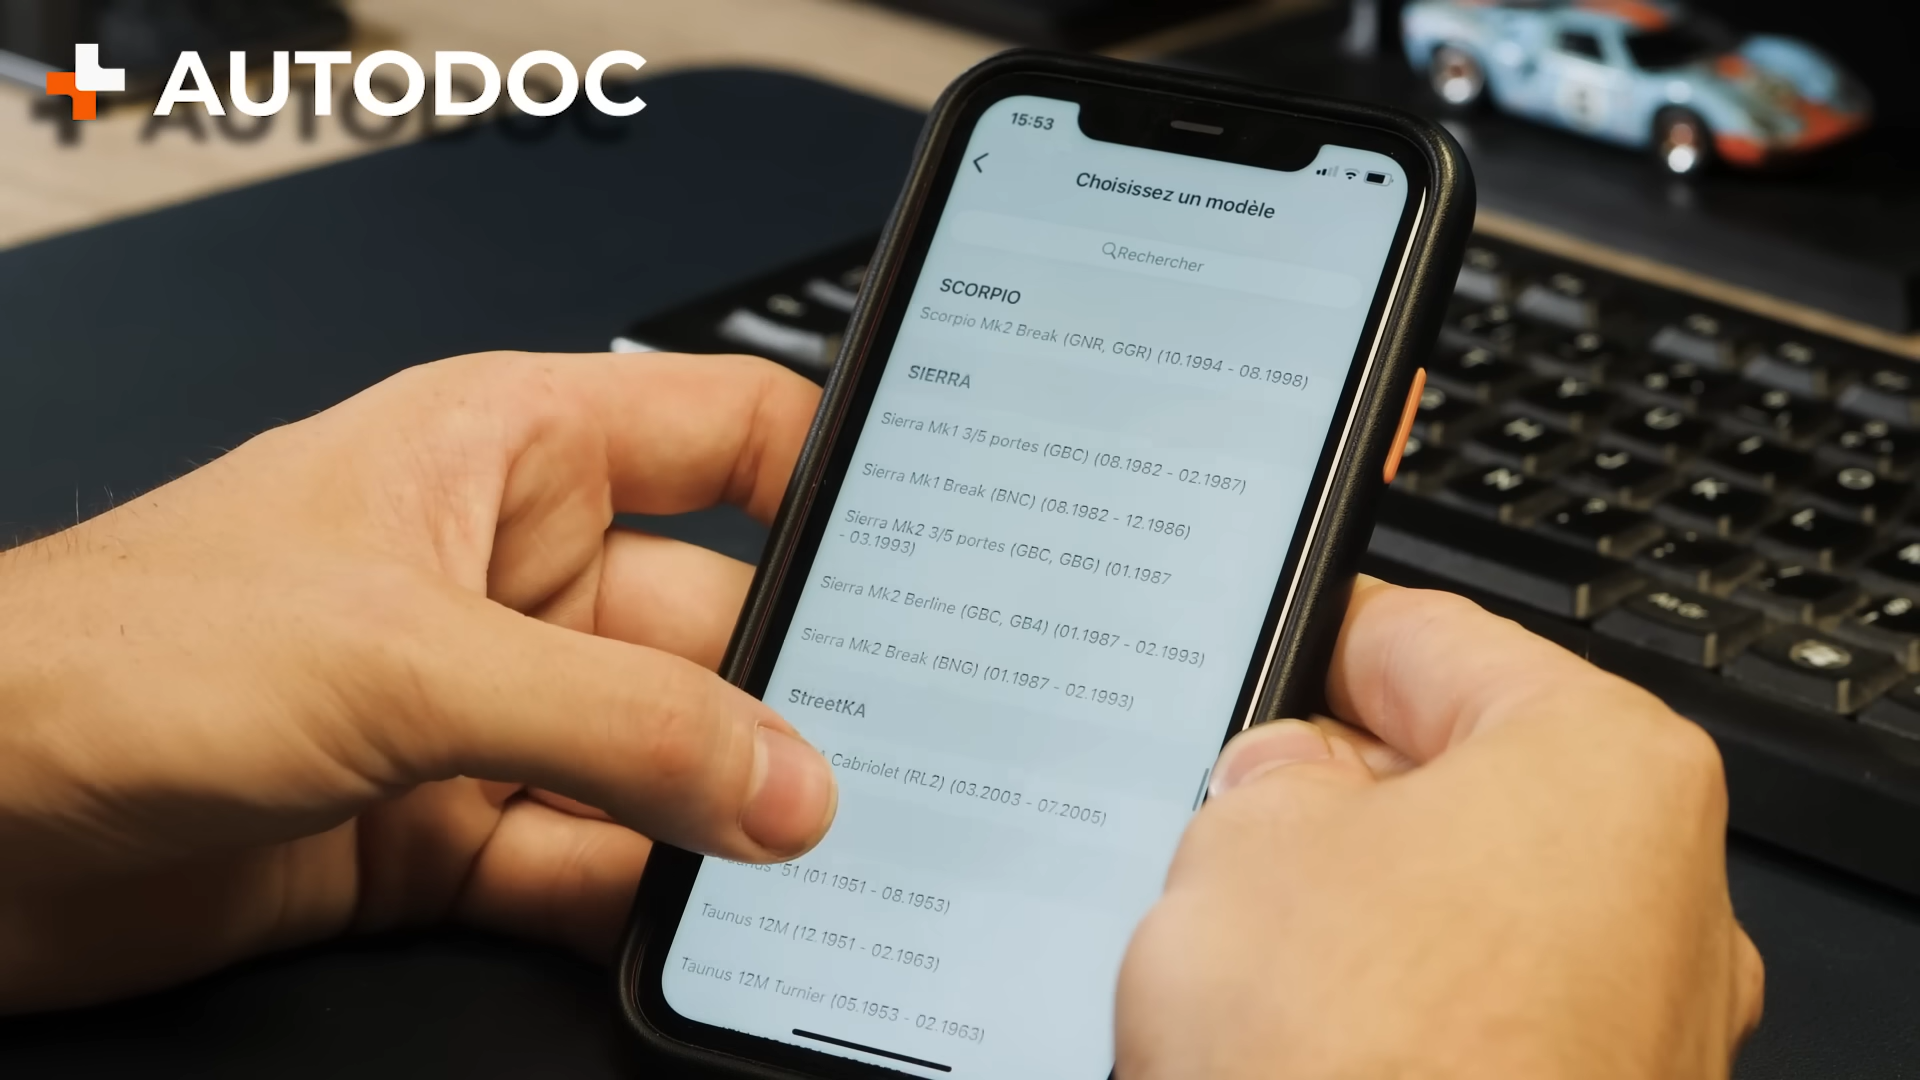 AUTODOC
15:53
Choisissez un modèle
Rechercher
SCORPIO
Scorpio Mk2 Break (GNR, GGR) (10.1994 - 08.1998)
SIERRA
Sierra Mk1 3/5 portes (GBC) (08.1982 - 02.1987)
Sierra Mk1 Break (BNC) (08.1982 - 12.1986)
Sierra Mk2 3/5 portes (GBC, GBG) (01.1987
- 03.1993)
Sierra Mk2 Berline (GBC, GB4) (01.1987 - 02.1993)
Sierra Mk2 Break (BNG) (01.1987 - 02.1993)
StreetKA
Cabriolet (RL2) (03.2003 - 07.2005)
'51 (01.1951 - 08.1953)
Taunus 12M (12.1951 - 02.1963)
Taunus 12M Turnier (05.1953 - 02.1963)
Alt Gr